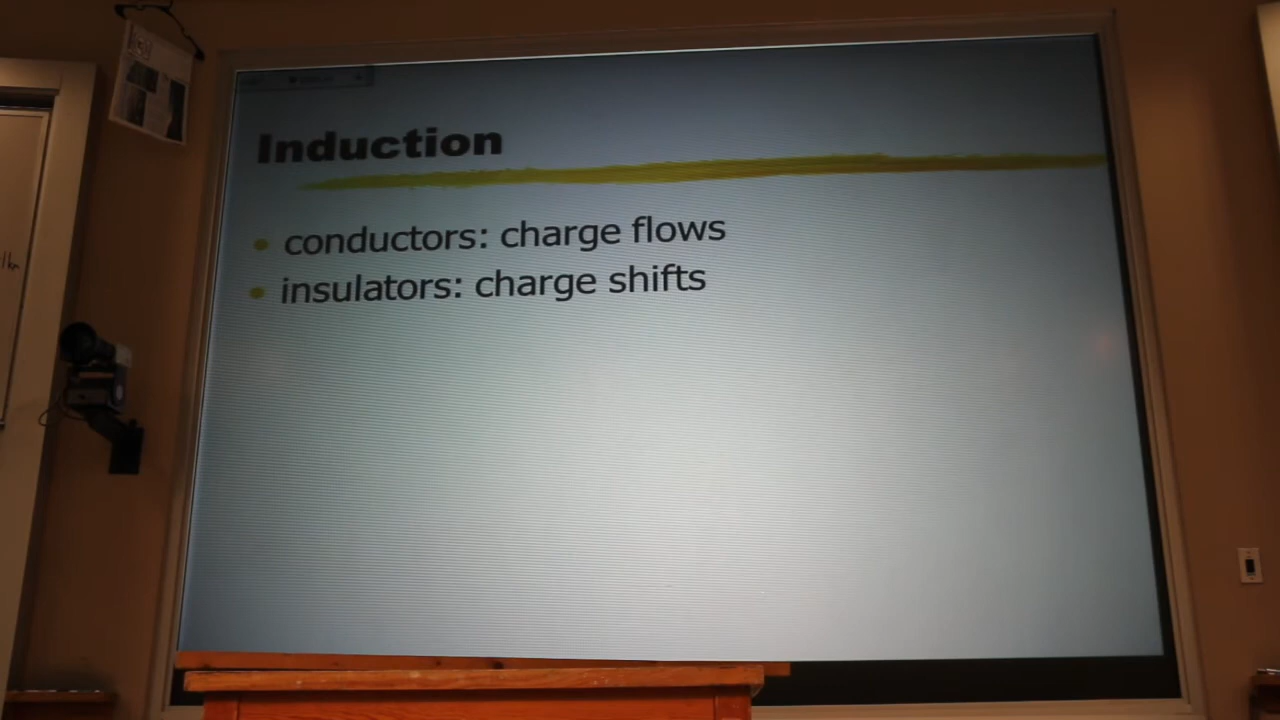 Induction
conductors: charge flows
insulators: charge shifts